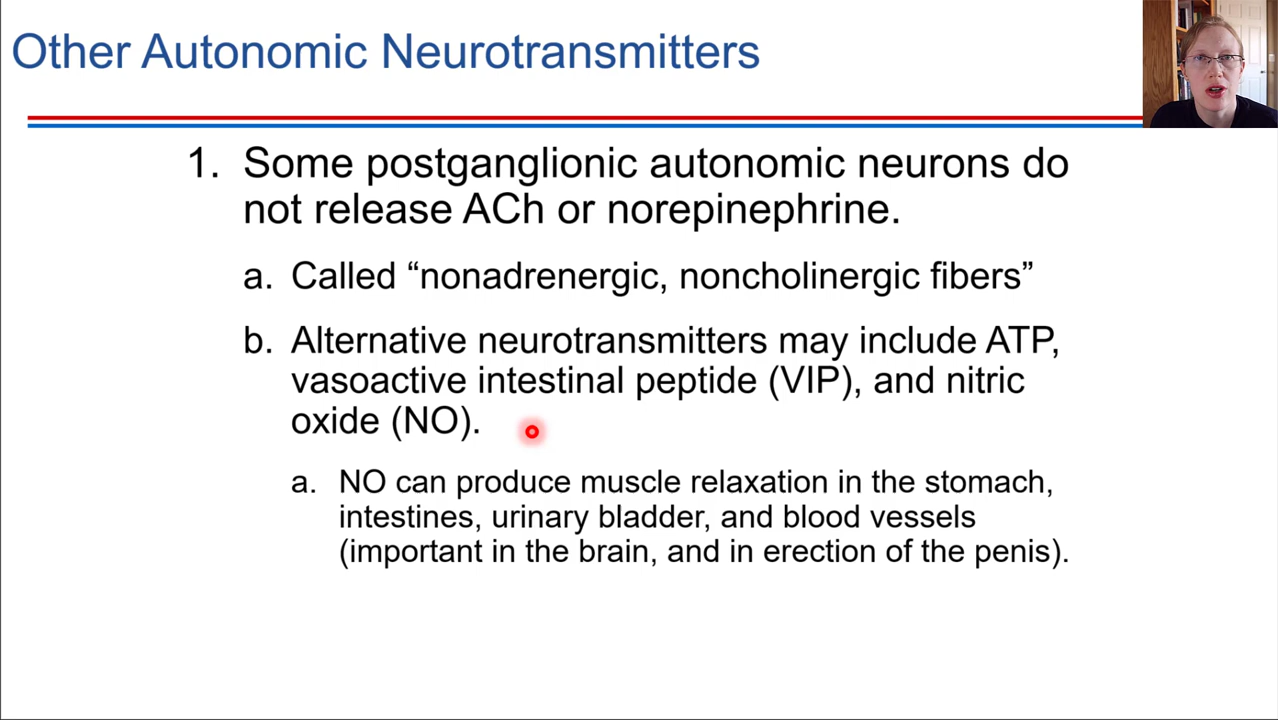 Other Autonomic Neurotransmitters
1. Some postganglionic autonomic neurons do
not release ACh or norepinephrine.
a. Called “nonadrenergic, noncholinergic fibers”
b. Alternative neurotransmitters may include ATP,
vasoactive intestinal peptide (VIP), and nitric
oxide (NO).
a. NO can produce muscle relaxation in the stomach,
intestines, urinary bladder, and blood vessels
(important in the brain, and in erection of the penis).